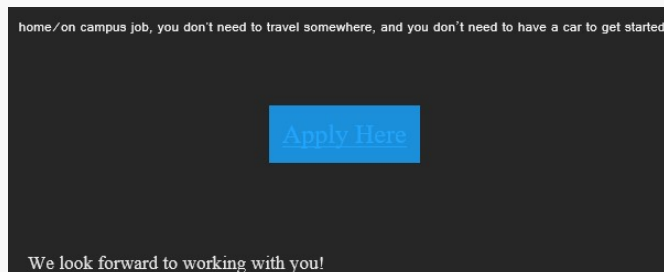 home/on campus job, you don't need to travel somewhere, and you don't need to have a car to get started
Apply Here
We look forward to working with you!